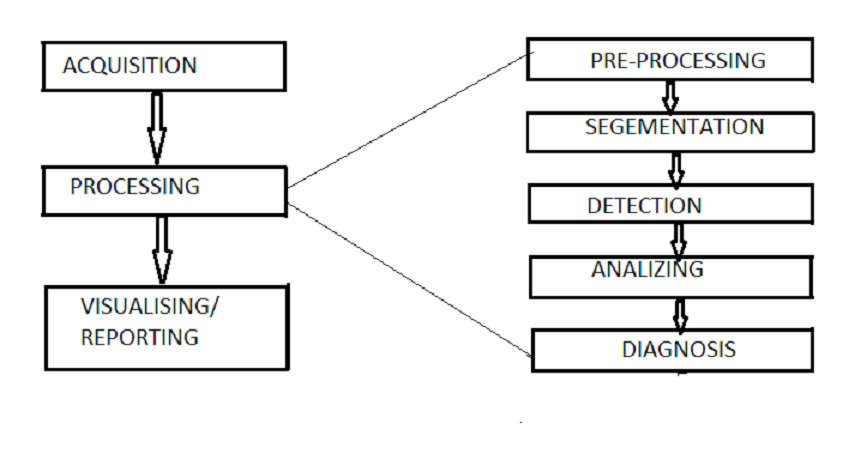 ACQUISITION
PROCESSING
VISUALISING/
REPORTING
PRE-PROCESSING
SEGEMENTATION
DETECTION
ANALIZING
DIAGNOSIS